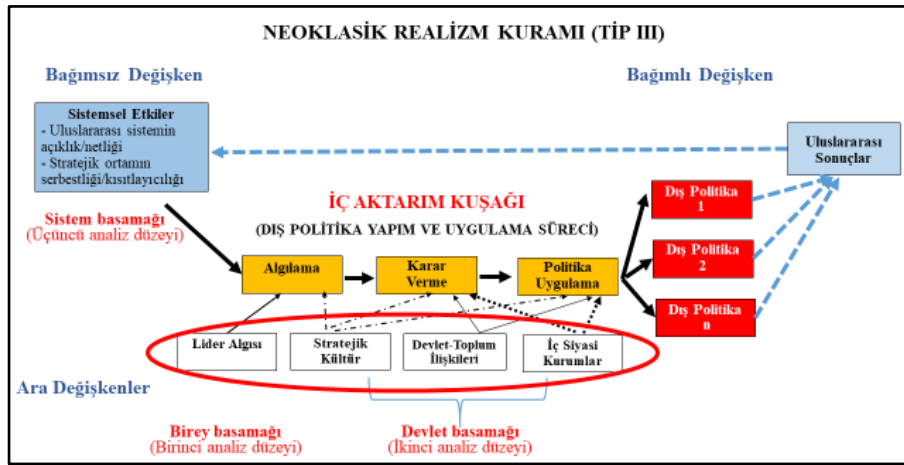 NEOKLASİK REALİZM KURAMI (TİP III)
Bağımsız Değişken
Bağımlı Değişken
Sistemsel Etkiler
- Uluslararası sistemin
açıklık/netliği
- Stratejik ortamın
serbestliği/kısıtlayıcılığı
Uluslararası
Sonuçlar
Sistem basamağı
(Üçüncü analiz düzeyi)
İÇ AKTARIM KUŞAĞI
(DIŞ POLİTİKA YAPIM VE UYGULAMA SÜRECİ)
Dış Politika
1
Algılama
Karar
Verme
Politika
Uygulama
Dış Politika
2
Dış Politika
n
Lider Algısı
Stratejik
Kültür
Devlet-Toplum
İlişkileri
İç Siyasi
Kurumlar
Ara Değişkenler
Birey basamağı
(Birinci analiz düzeyi)
Devlet basamağı
(İkinci analiz düzeyi)